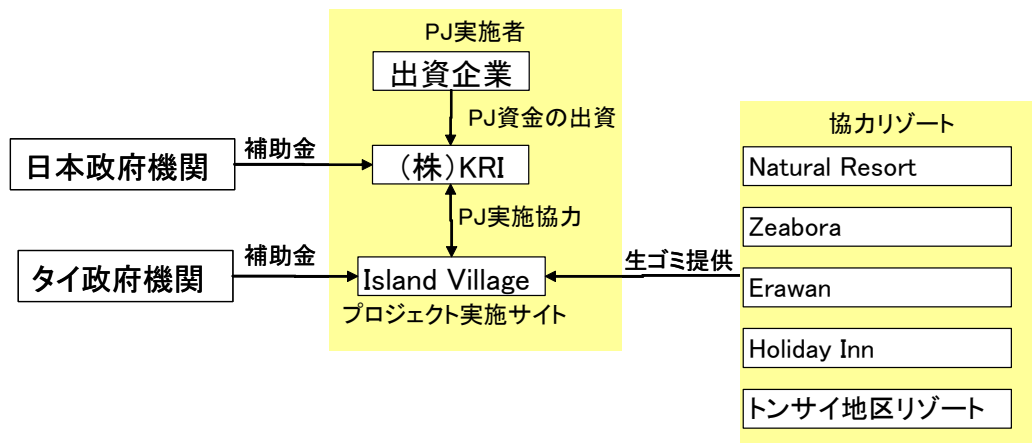 PJ実施者
出資企業
PJ資金の出資
日本政府機関
補助金
(株)KRI
PJ実施協力
タイ政府機関
補助金
Island Village
プロジェクト実施サイト
生ゴミ提供
協力リゾート
Natural Resort
Zeabora
Erawan
Holiday Inn
トンサイ地区リゾート